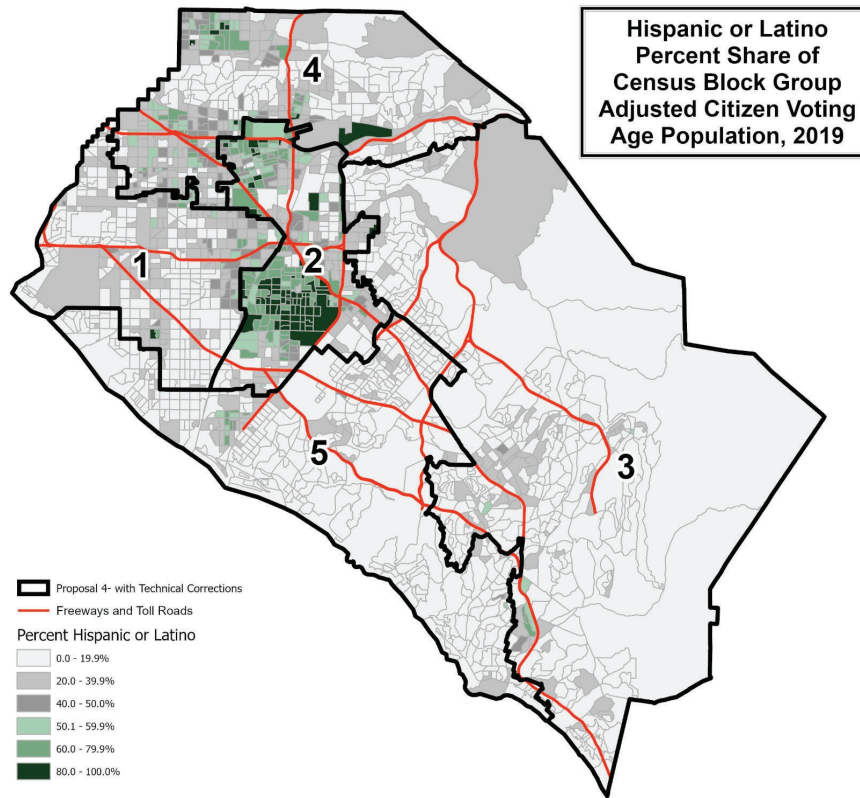 Hispanic or Latino
Percent Share of
Census Block Group
Adjusted Citizen Voting
Age Population, 2019
4
1
2
5
3
Proposal 4- with Technical Corrections
Freeways and Toll Roads
Percent Hispanic or Latino
0.0 - 19.9%
20.0 - 39.9%
40.0 - 50.0%
50.1 - 59.9%
60.0 - 79.9%
80.0 - 100.0%